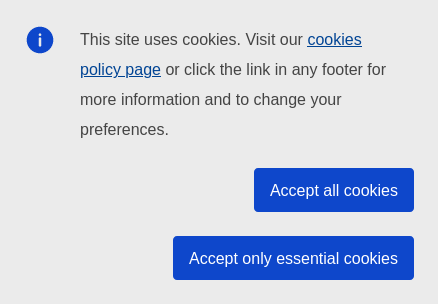 This site uses cookies. Visit our cookies
policy page or click the link in any footer for
more information and to change your
preferences.
Accept all cookies
Accept only essential cookies